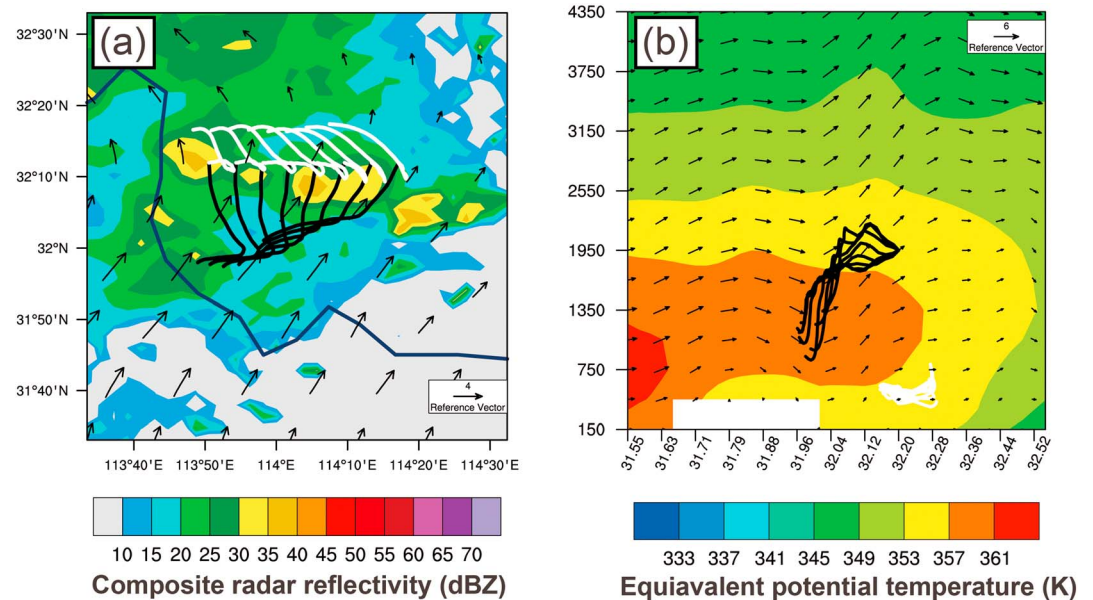 (a)
32°30'N
32°20'N
32°10'N
32°N
31°50'N
31°40'N
4
Reference Vector
113°40'E 113°50'E 114°E 114°10'E 114°20'E 114°30'E
10 15 20 25 30 35 40 45 50 55 60 65 70
Composite radar reflectivity (dBZ)
(b)
6
Reference Vector
4350
3750
3150
2550
1950
1350
750
150
31.55 31.63 31.71 31.79 31.88 31.96 32.04 32.12 32.20 32.28 32.36 32.44 32.52
333 337 341 345 349 353 357 361
Equiavalent potential temperature (K)